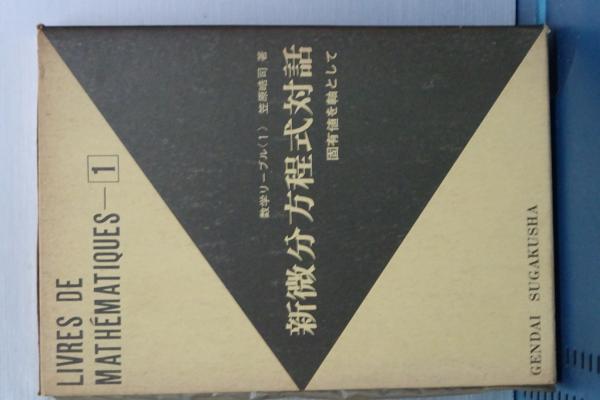 LIVRES DE
MATHÉMATIQUES—1
数学リーブル〈1〉 笠原晧司 著
新微分方程式対話
固有値を軸として
GENDAI SUGAKUSHA